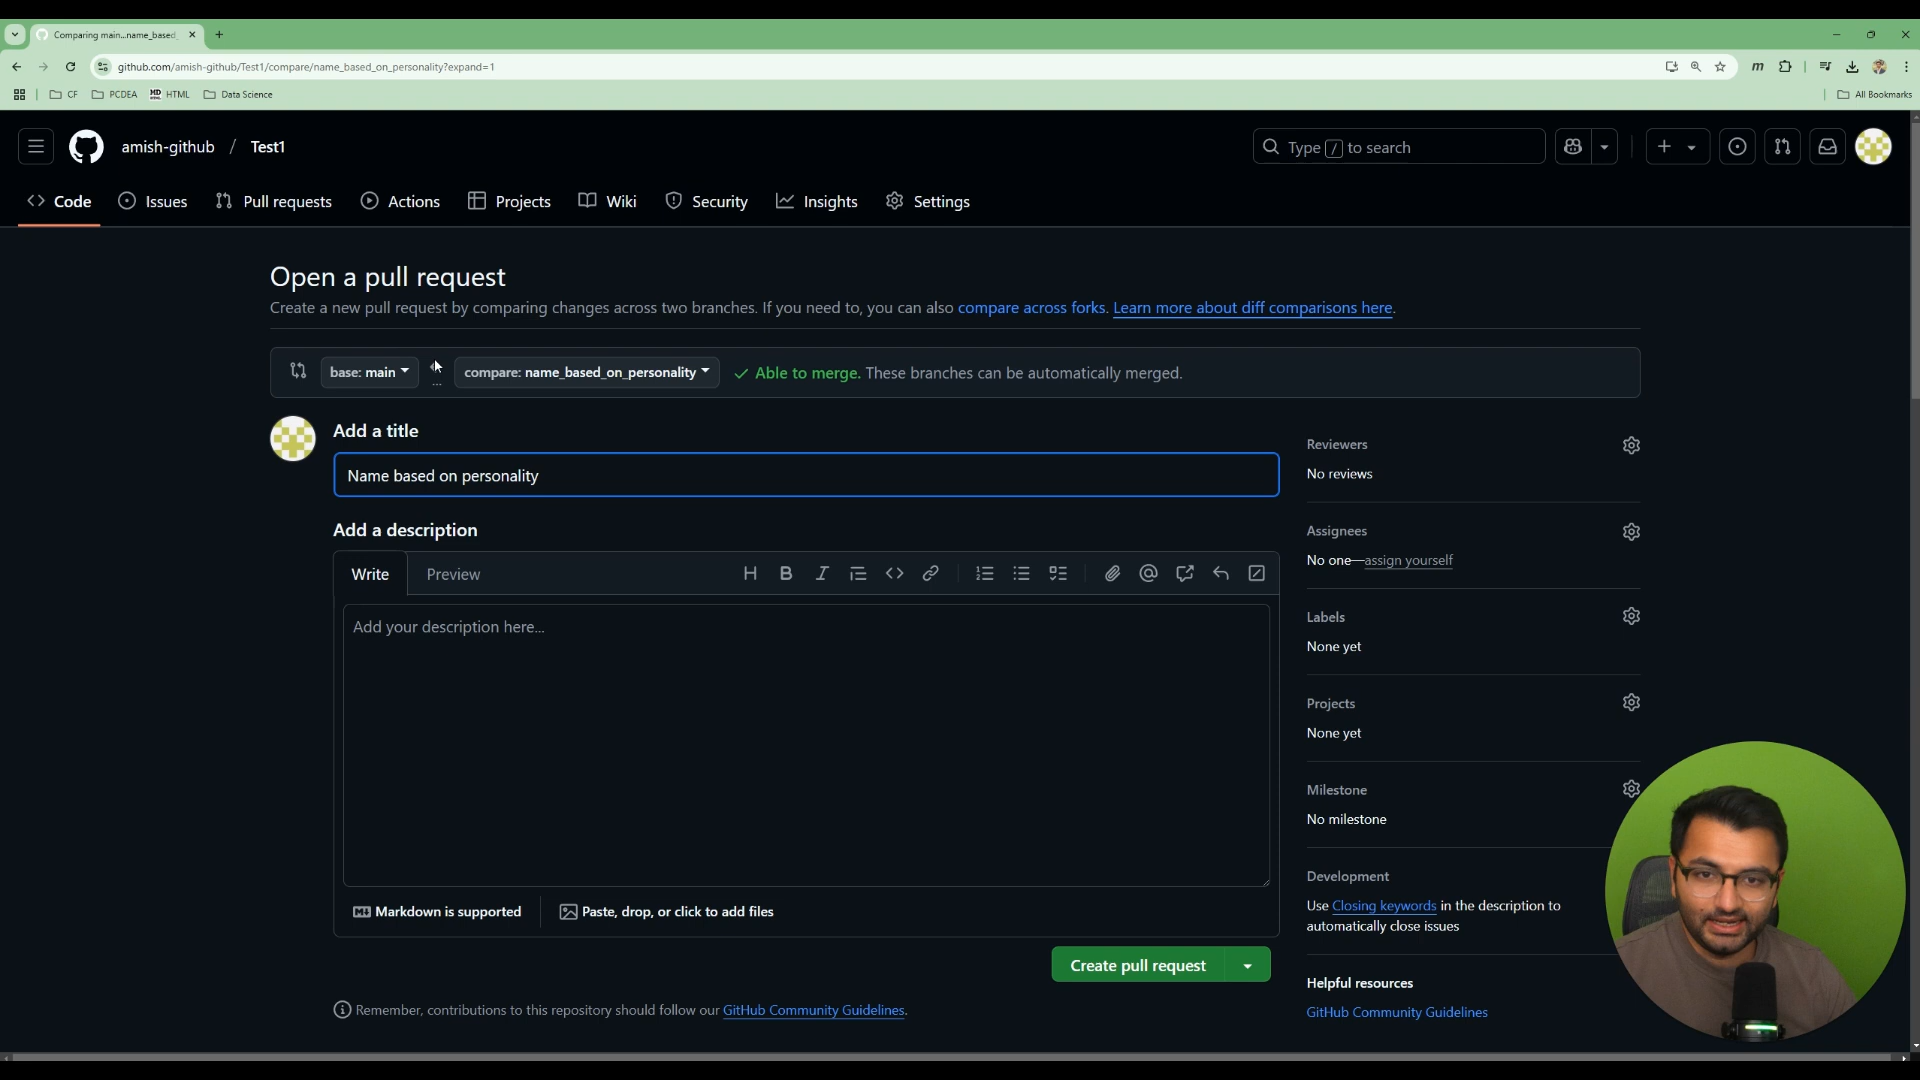 Comparing main...name_based_
github.com/amish-github/Test1/compare/name_based_on_personality?expand=1
CF
PCDEA
HTML
Data Science
All Bookmarks
amish-github / Test1
Type / to search
Code
Issues
Pull requests
Actions
Projects
Wiki
Security
Insights
Settings
Open a pull request
Create a new pull request by comparing changes across two branches. If you need to, you can also compare across forks. Learn more about diff comparisons here.
base: main
...
compare: name_based_on_personality
Able to merge. These branches can be automatically merged.
Add a title
Name based on personality
Add a description
Write
Preview
Add your description here...
Markdown is supported
Paste, drop, or click to add files
Create pull request
Remember, contributions to this repository should follow our GitHub Community Guidelines.
Reviewers
No reviews
Assignees
No one—assign yourself
Labels
None yet
Projects
None yet
Milestone
No milestone
Development
Use Closing keywords in the description to
automatically close issues
Helpful resources
GitHub Community Guidelines